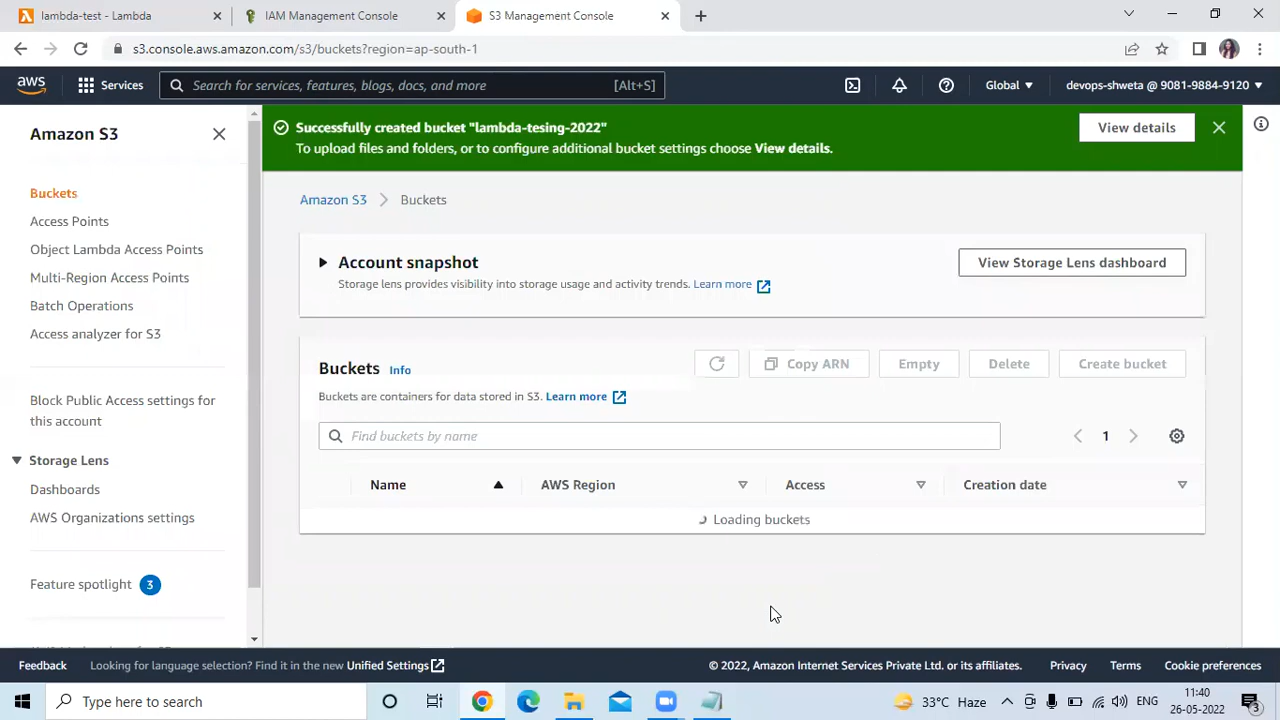 lambda-test - Lambda
IAM Management Console
S3 Management Console
s3.console.aws.amazon.com/s3/buckets?region=ap-south-1
aws
Services
Search for services, features, blogs, docs, and more
[Alt+S]
Global
devops-shweta @ 9081-9884-9120
Amazon S3
Buckets
Access Points
Object Lambda Access Points
Multi-Region Access Points
Batch Operations
Access analyzer for S3
Block Public Access settings for
this account
Storage Lens
Dashboards
AWS Organizations settings
Feature spotlight 3
Successfully created bucket "lambda-tesing-2022"
To upload files and folders, or to configure additional bucket settings choose View details.
View details
Amazon S3 > Buckets
Account snapshot
Storage lens provides visibility into storage usage and activity trends. Learn more
View Storage Lens dashboard
Buckets Info
Copy ARN
Empty
Delete
Create bucket
Buckets are containers for data stored in S3. Learn more
Find buckets by name
1
Name
AWS Region
Access
Creation date
Loading buckets
Feedback
Looking for language selection? Find it in the new Unified Settings
© 2022, Amazon Internet Services Private Ltd. or its affiliates.
Privacy
Terms
Cookie preferences
Type here to search
33°C Haze
ENG
11:40
26-05-2022
3